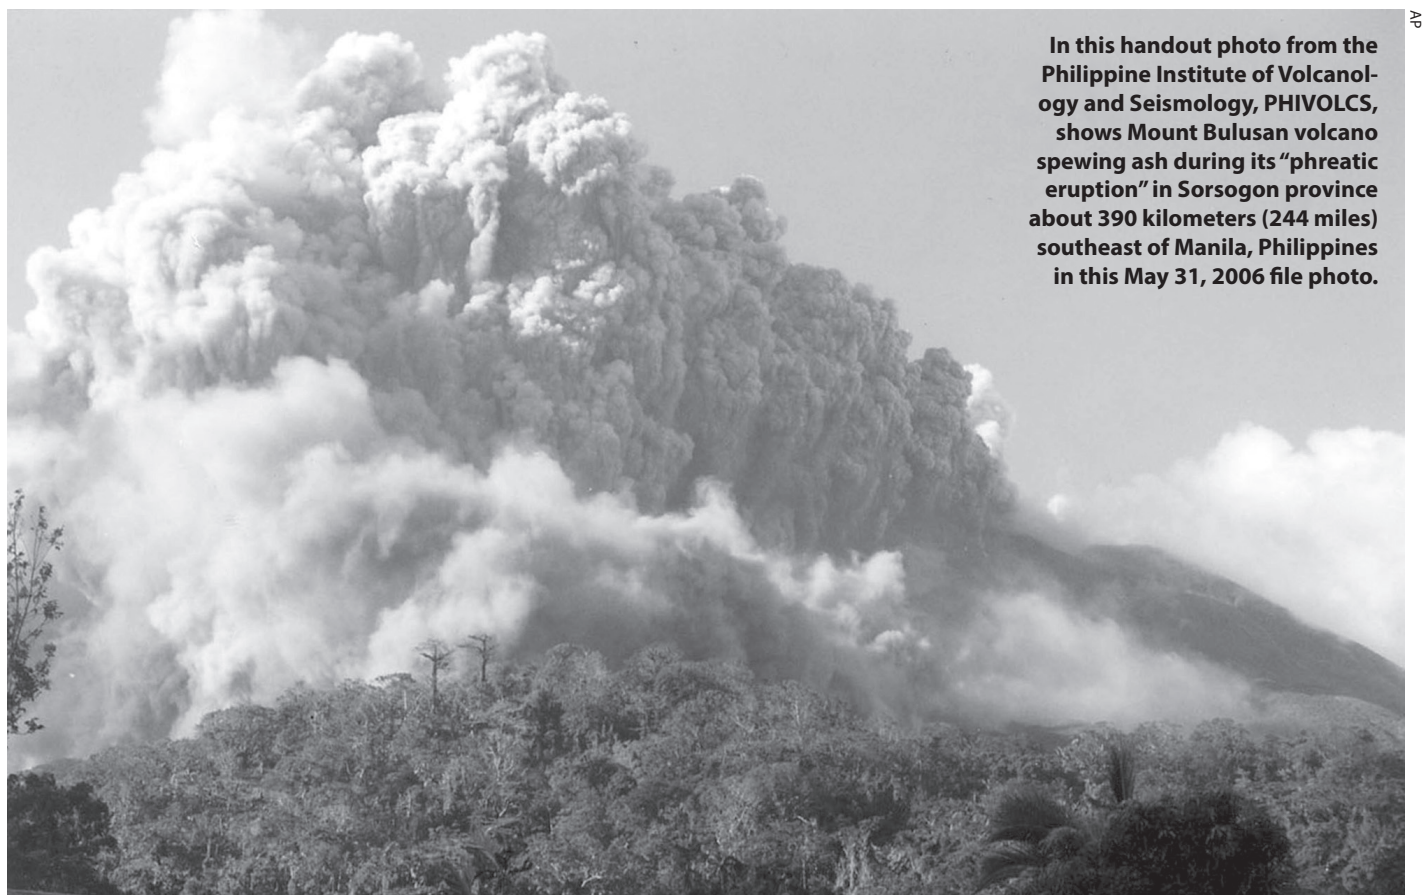 In this handout photo from the
Philippine Institute of Volcanol-
ogy and Seismology, PHIVOLCS,
shows Mount Bulusan volcano
spewing ash during its “phreatic
eruption” in Sorsogon province
about 390 kilometers (244 miles)
southeast of Manila, Philippines
in this May 31, 2006 file photo.
AP